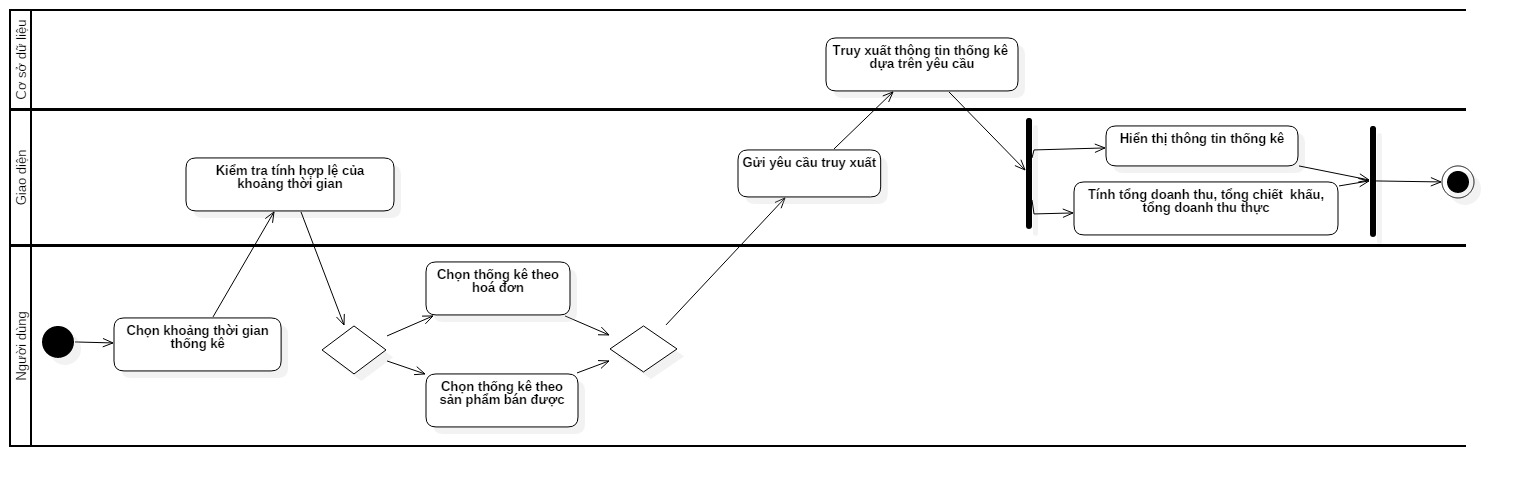 Cơ sở dữ liệu
Truy xuất thông tin thống kê
dựa trên yêu cầu
Giao diện
Kiểm tra tính hợp lệ của
khoảng thời gian
Gửi yêu cầu truy xuất
Hiển thị thông tin thống kê
Tính tổng doanh thu, tổng chiết  khấu,
tổng doanh thu thực
Người dùng
Chọn khoảng thời gian
thống kê
Chọn thống kê theo
hoá đơn
Chọn thống kê theo
sản phẩm bán được